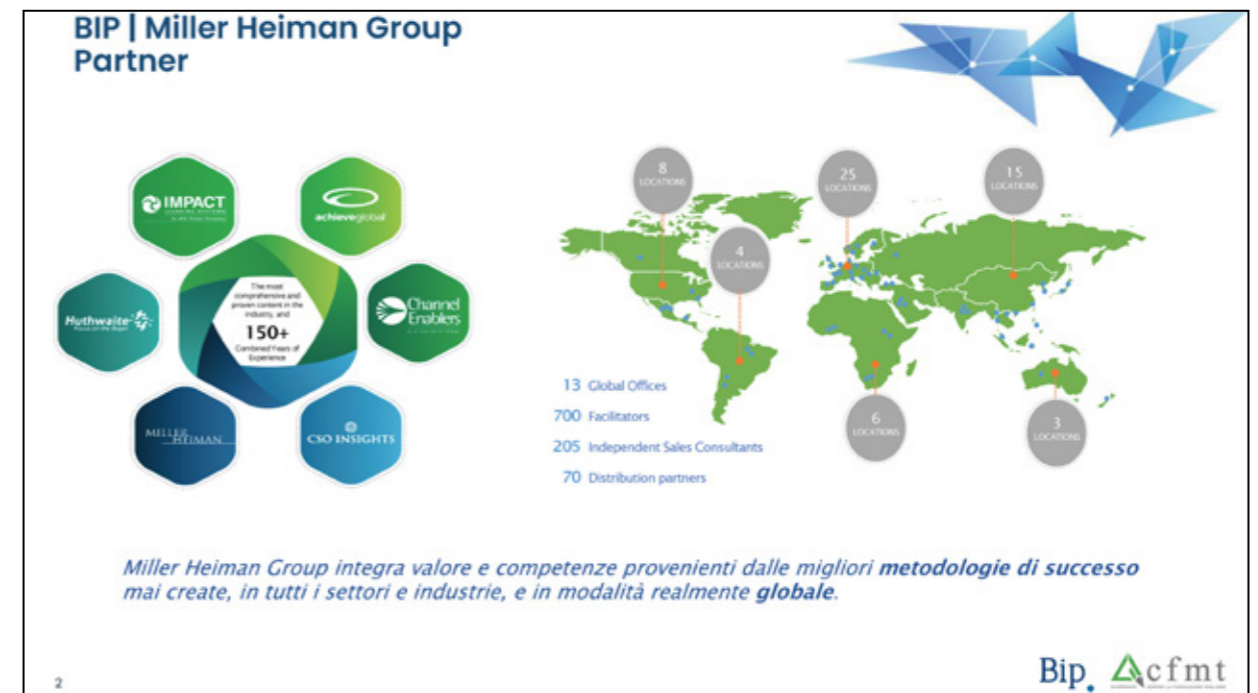 BIP | Miller Heiman Group
Partner
IMPACT
LEARNING SYSTEMS
achieveglobal
Huthwaite
The most
comprehensive and
proven content in the
industry, and
150+
Combined Years of
Experience
Channel
Enablers
MILLER
HEIMAN
CSO INSIGHTS
8
LOCATIONS
25
LOCATIONS
15
LOCATIONS
4
LOCATIONS
6
LOCATIONS
3
LOCATIONS
13 Global Offices
700 Facilitators
205 Independent Sales Consultants
70 Distribution partners
Miller Heiman Group integra valore e competenze provenienti dalle migliori metodologie di successo
mai create, in tutti i settori e industrie, e in modalità realmente globale.
2
Bip.
cfmt